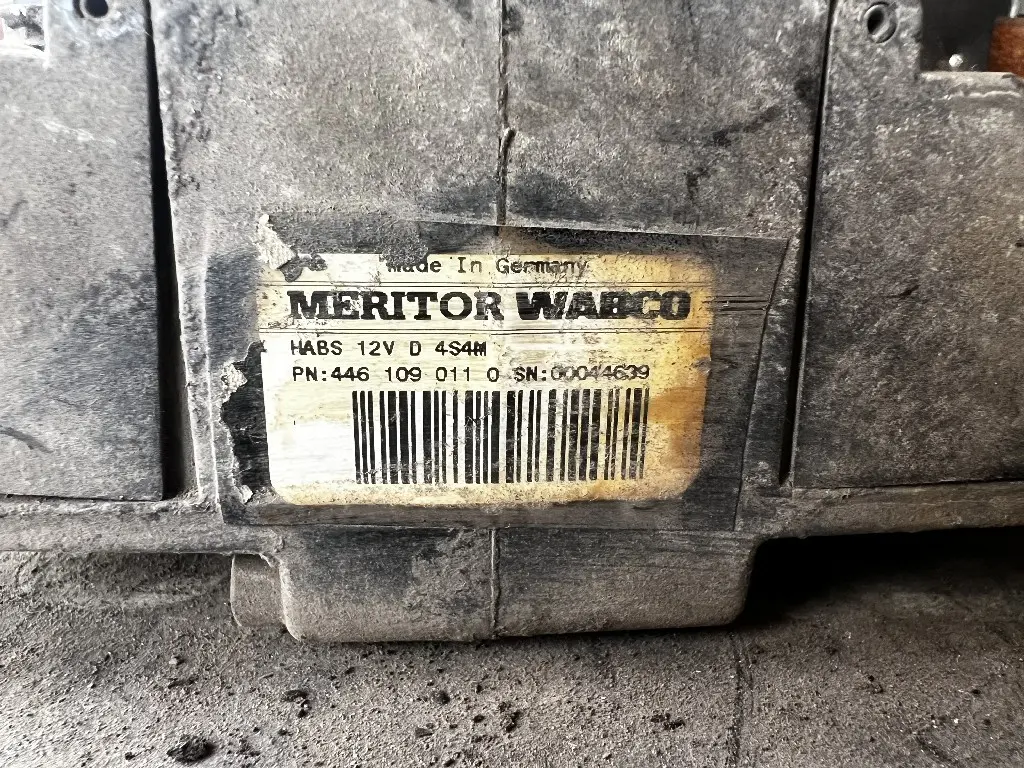 Made In Germany
MERITOR WABCO
HABS 12V D 4S4M
PN:446 109 011 0 SN:00044639